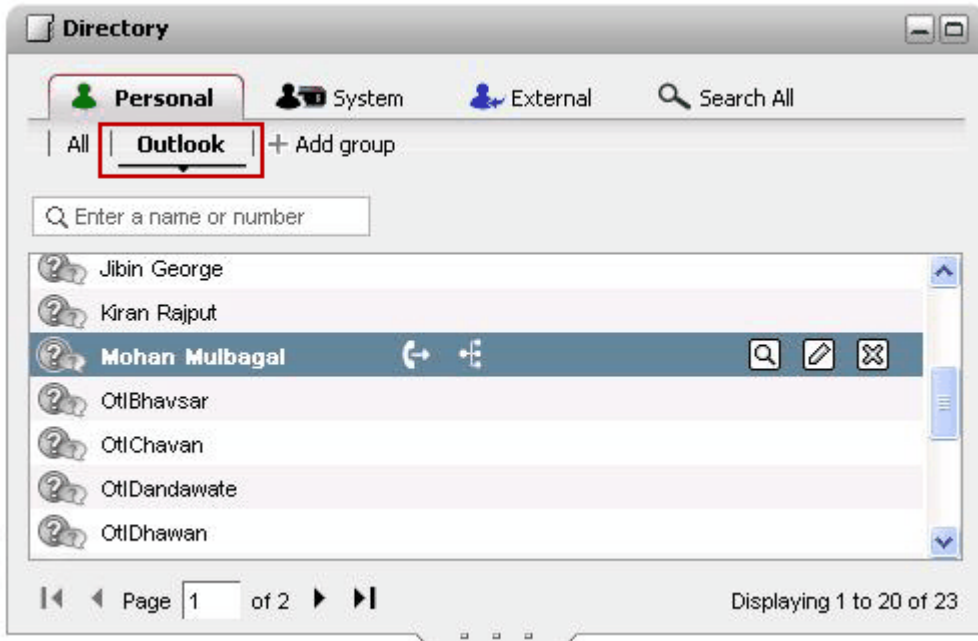 Directory
Personal System External Search All
All Outlook Add group
Enter a name or number
Jibin George
Kiran Rajput
Mohan Mulbagal
OtlBhavsar
OtlChavan
OtlDandawate
OtlDhawan
Page 1 of 2 Displaying 1 to 20 of 23